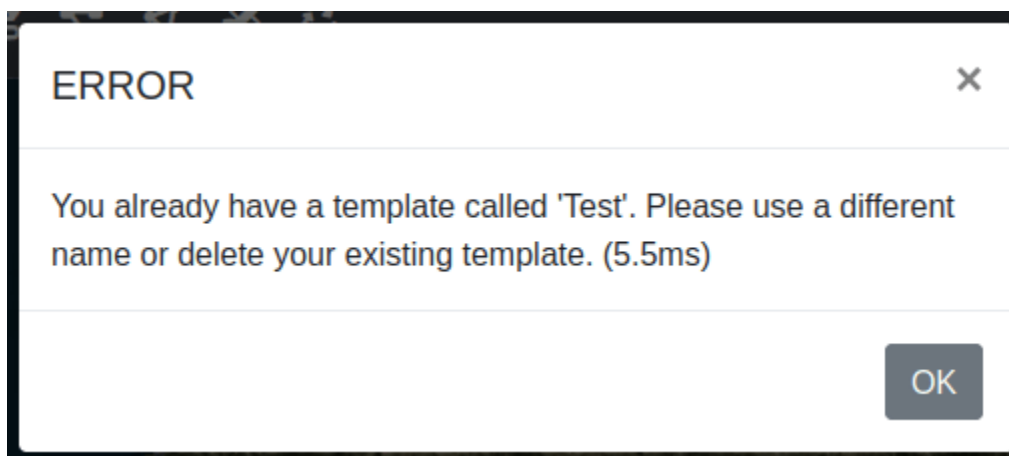 ERROR
×
You already have a template called 'Test'. Please use a different
name or delete your existing template. (5.5ms)
OK